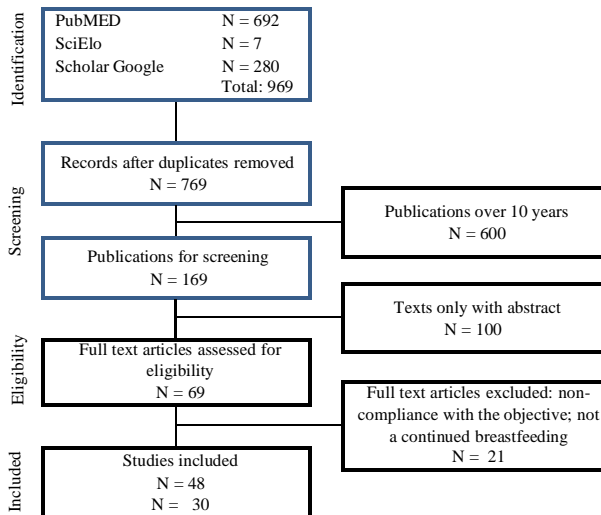 Identification
PubMED N = 692
SciElo N = 7
Scholar Google N = 280
Total: 969
Screening
Records after duplicates removed
N = 769
Publications over 10 years
N = 600
Publications for screening
N = 169
Texts only with abstract
N = 100
Eligibility
Full text articles assessed for
eligibility
N = 69
Full text articles excluded: non-
compliance with the objective; not
a continued breastfeeding
N = 21
Included
Studies included
N = 48
N = 30